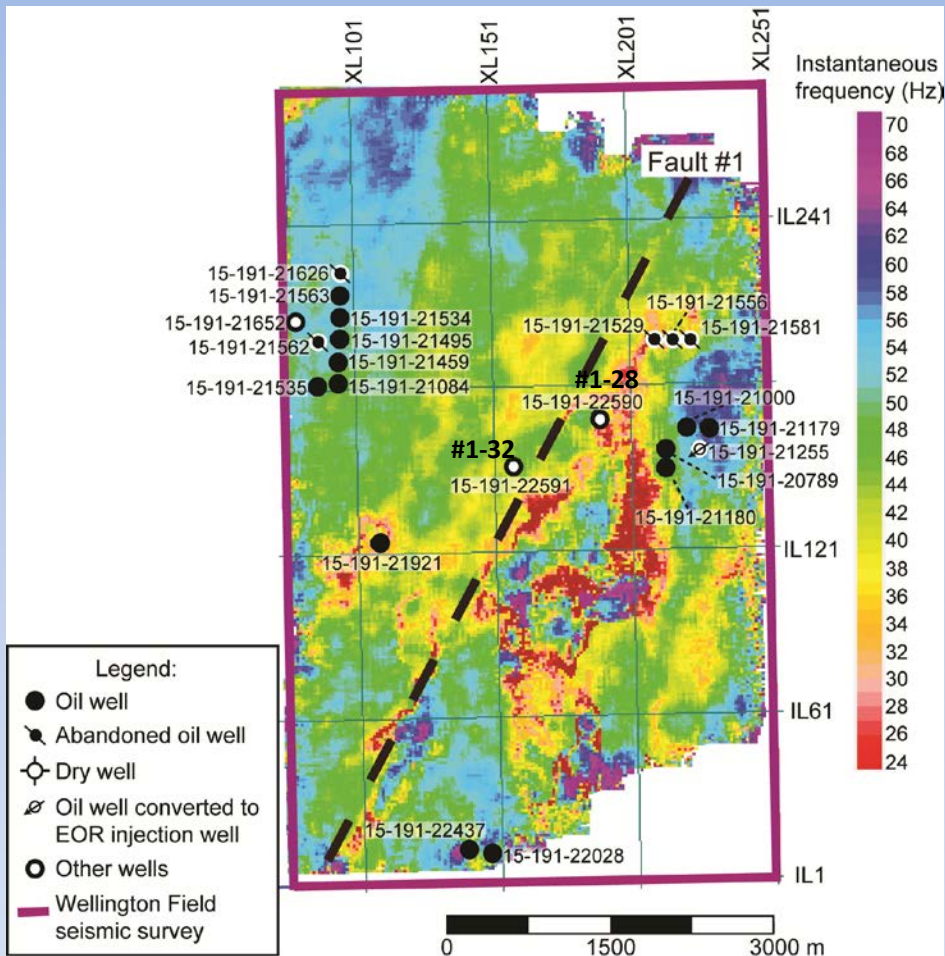 XL101
XL151
XL201
XL251
Instantaneous
frequency (Hz)
70
68
66
64
62
60
58
56
54
52
50
48
46
44
42
40
38
36
34
32
30
28
26
24
Fault #1
IL241
15-191-21626
15-191-21563
15-191-21652
15-191-21534
15-191-21562
15-191-21495
15-191-21459
15-191-21535
15-191-21084
15-191-21556
15-191-21529
15-191-21581
#1-28
15-191-22590
15-191-21000
15-191-21179
15-191-21255
15-191-20789
15-191-21180
#1-32
15-191-22591
15-191-21921
IL121
IL61
15-191-22437
15-191-22028
IL1
Legend:
Oil well
Abandoned oil well
Dry well
Oil well converted to
EOR injection well
Other wells
Wellington Field
seismic survey
0
1500
3000 m